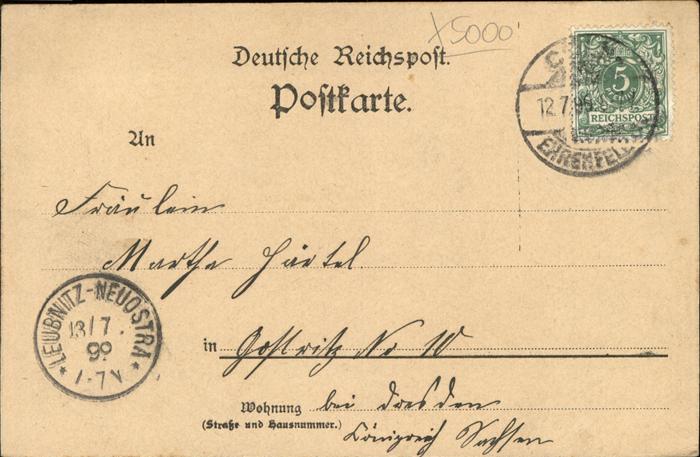 x5000
Deutsche Reichspost.
Postkarte.
5
REICHSPOST
12.7.99
EHRENFELD
An
Fräulein
Martha Härtel
LEUBNITZ-NEUOSTRA
13/7
99
in Gostritz No 10
Wohnung bei Dresden
(Straße und Hausnummer.)
Königreich Sachsen